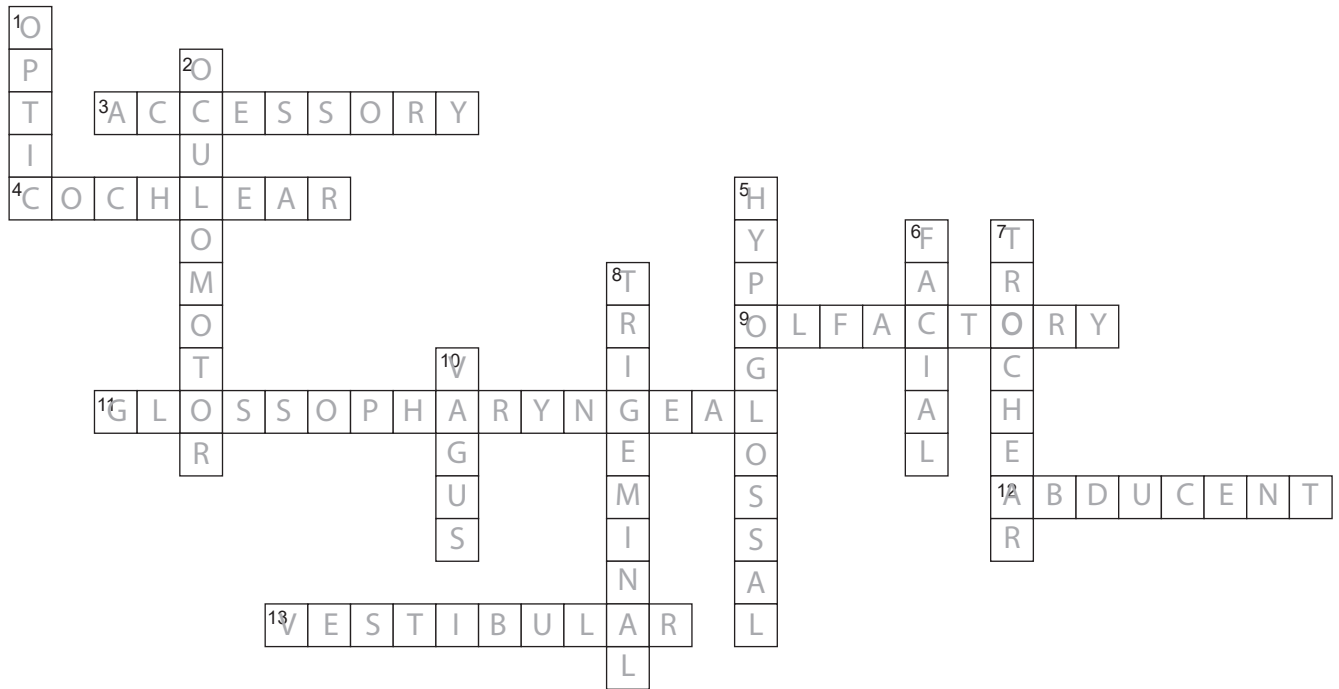 1 OPTIC
2 OCULOMOTOR
3 ACCESSORY
4 COCHLEAR
5 HYPOGLOSSAL
6 FACIAL
7 TROCHEAR
8 TRIGEMINAL
9 OLFACTORY
10 VAGUS
11 GLOSSOPHARYNGEAL
12 ABDUCENT
13 VESTIBULAR